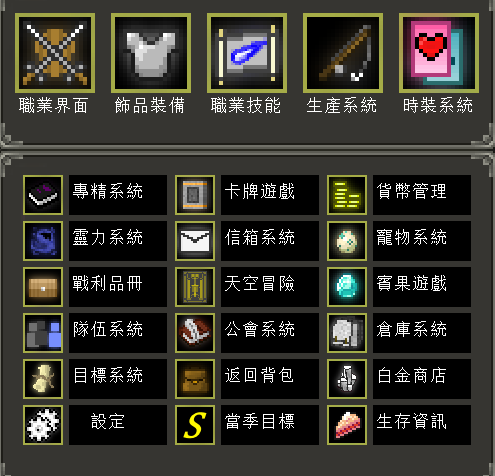 職業界面 飾品裝備 職業技能 生產系統 時裝系統
專精系統 卡牌遊戲 貨幣管理
靈力系統 信箱系統 寵物系統
戰利品冊 天空冒險 賓果遊戲
隊伍系統 公會系統 倉庫系統
目標系統 返回背包 白金商店
設定 S 當季目標 生存資訊